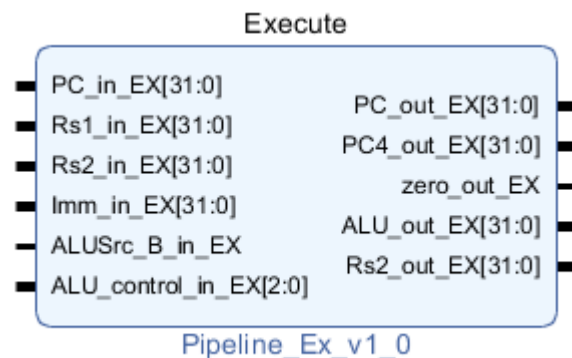 Execute
PC_in_EX[31:0]
Rs1_in_EX[31:0]
Rs2_in_EX[31:0]
Imm_in_EX[31:0]
ALUSrc_B_in_EX
ALU_control_in_EX[2:0]
PC_out_EX[31:0]
PC4_out_EX[31:0]
zero_out_EX
ALU_out_EX[31:0]
Rs2_out_EX[31:0]
Pipeline_Ex_v1_0